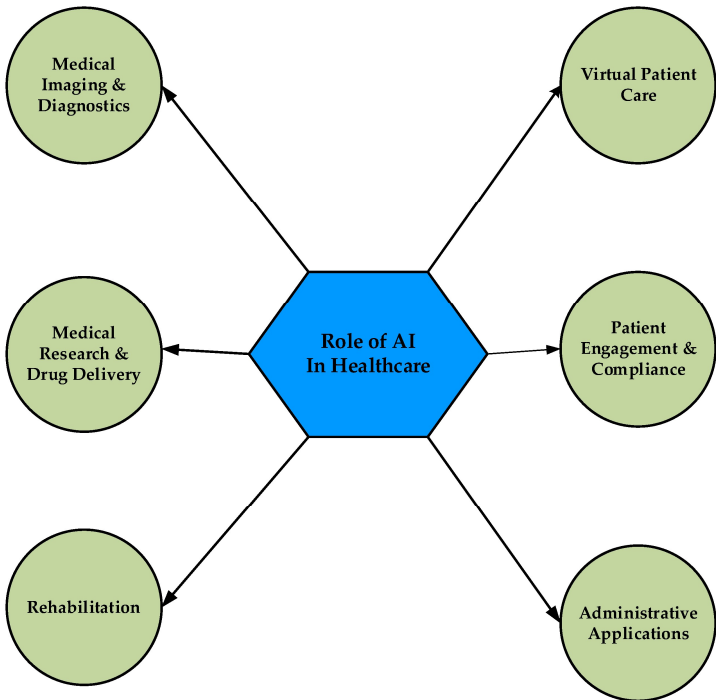 Medical
Imaging &
Diagnostics
Virtual Patient
Care
Medical
Research &
Drug Delivery
Role of AI
In Healthcare
Patient
Engagement &
Compliance
Rehabilitation
Administrative
Applications